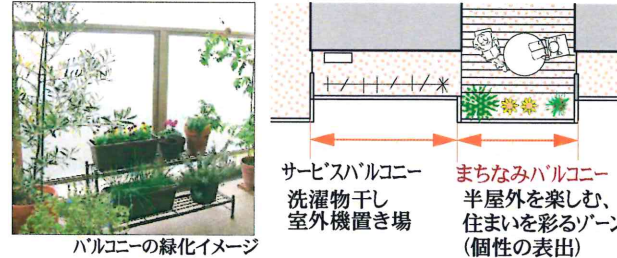 バルコニーの緑化イメージ
サービスバルコニー
洗濯物干し
室外機置き場
まちなみバルコニー
半屋外を楽しむ、
住まいを彩るゾーン
(個性の表出)